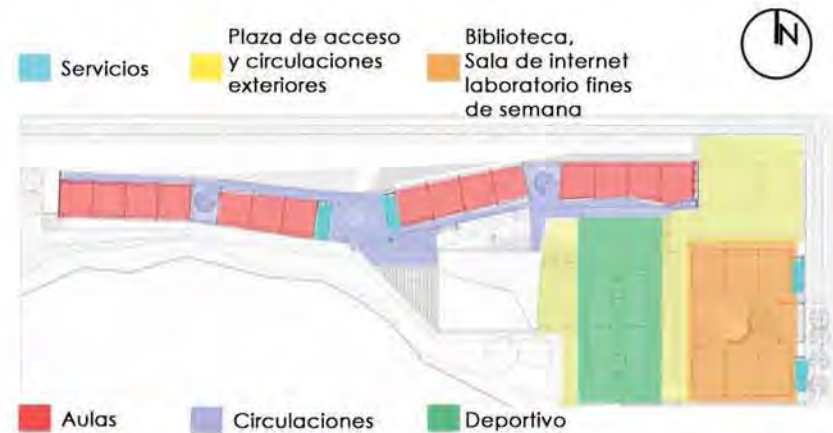 Servicios
Plaza de acceso
y circulaciones
exteriores
Biblioteca,
Sala de internet
laboratorio fines
de semana
N
Aulas
Circulaciones
Deportivo